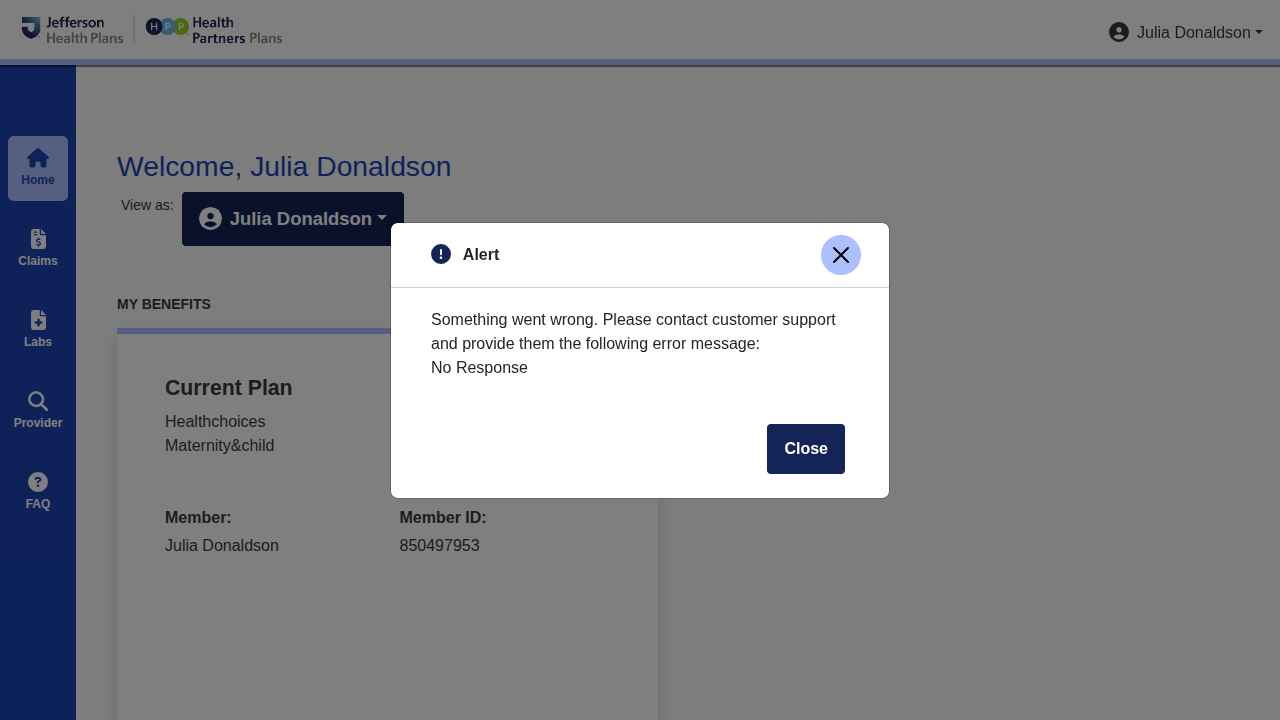 Jefferson
Health Plans
H P P
Health
Partners Plans
Julia Donaldson
Home
Claims
Labs
Provider
FAQ
Welcome, Julia Donaldson
View as:
Julia Donaldson
MY BENEFITS
Current Plan
Healthchoices
Maternity&child
Member:
Member ID:
Julia Donaldson
850497953
Alert
Something went wrong. Please contact customer support
and provide them the following error message:
No Response
Close